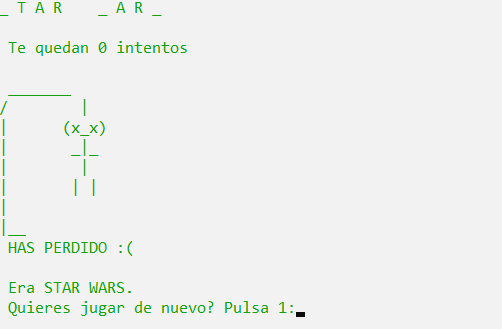 _ T A R    _ A R _
Te quedan 0 intentos
_______
/        |
|      (x_x)
|       _|_
|        |
|       | |
|
|__
HAS PERDIDO :(
Era STAR WARS.
Quieres jugar de nuevo? Pulsa 1: